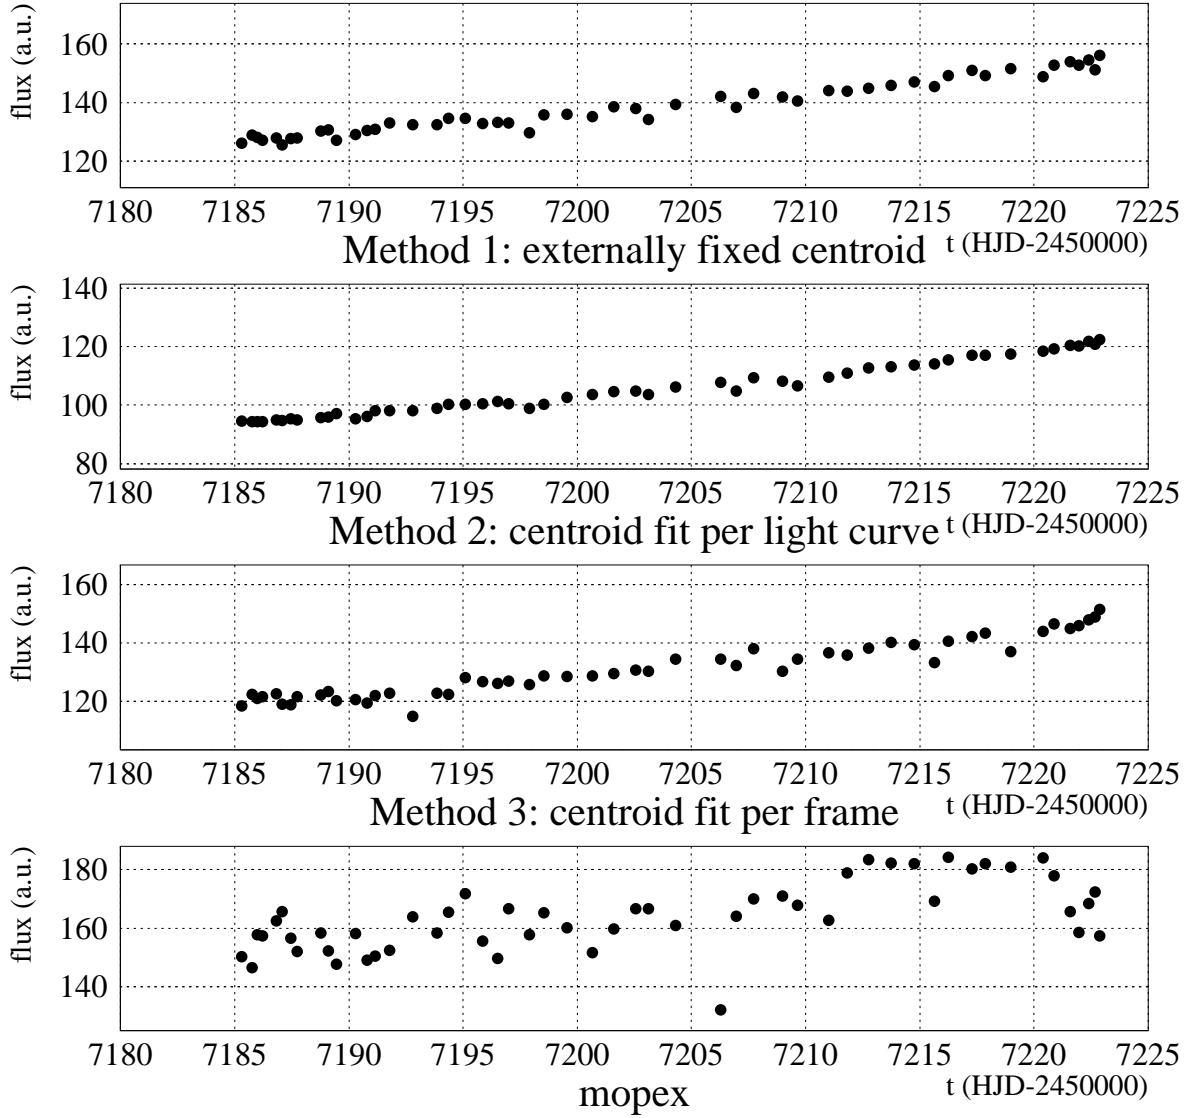 160
140
120
flux (a.u.)
7180 7185 7190 7195 7200 7205 7210 7215 7220 7225
t (HJD-2450000)
Method 1: externally fixed centroid
140
120
100
80
flux (a.u.)
7180 7185 7190 7195 7200 7205 7210 7215 7220 7225
t (HJD-2450000)
Method 2: centroid fit per light curve
160
140
120
flux (a.u.)
7180 7185 7190 7195 7200 7205 7210 7215 7220 7225
t (HJD-2450000)
Method 3: centroid fit per frame
180
160
140
flux (a.u.)
7180 7185 7190 7195 7200 7205 7210 7215 7220 7225
t (HJD-2450000)
mopex